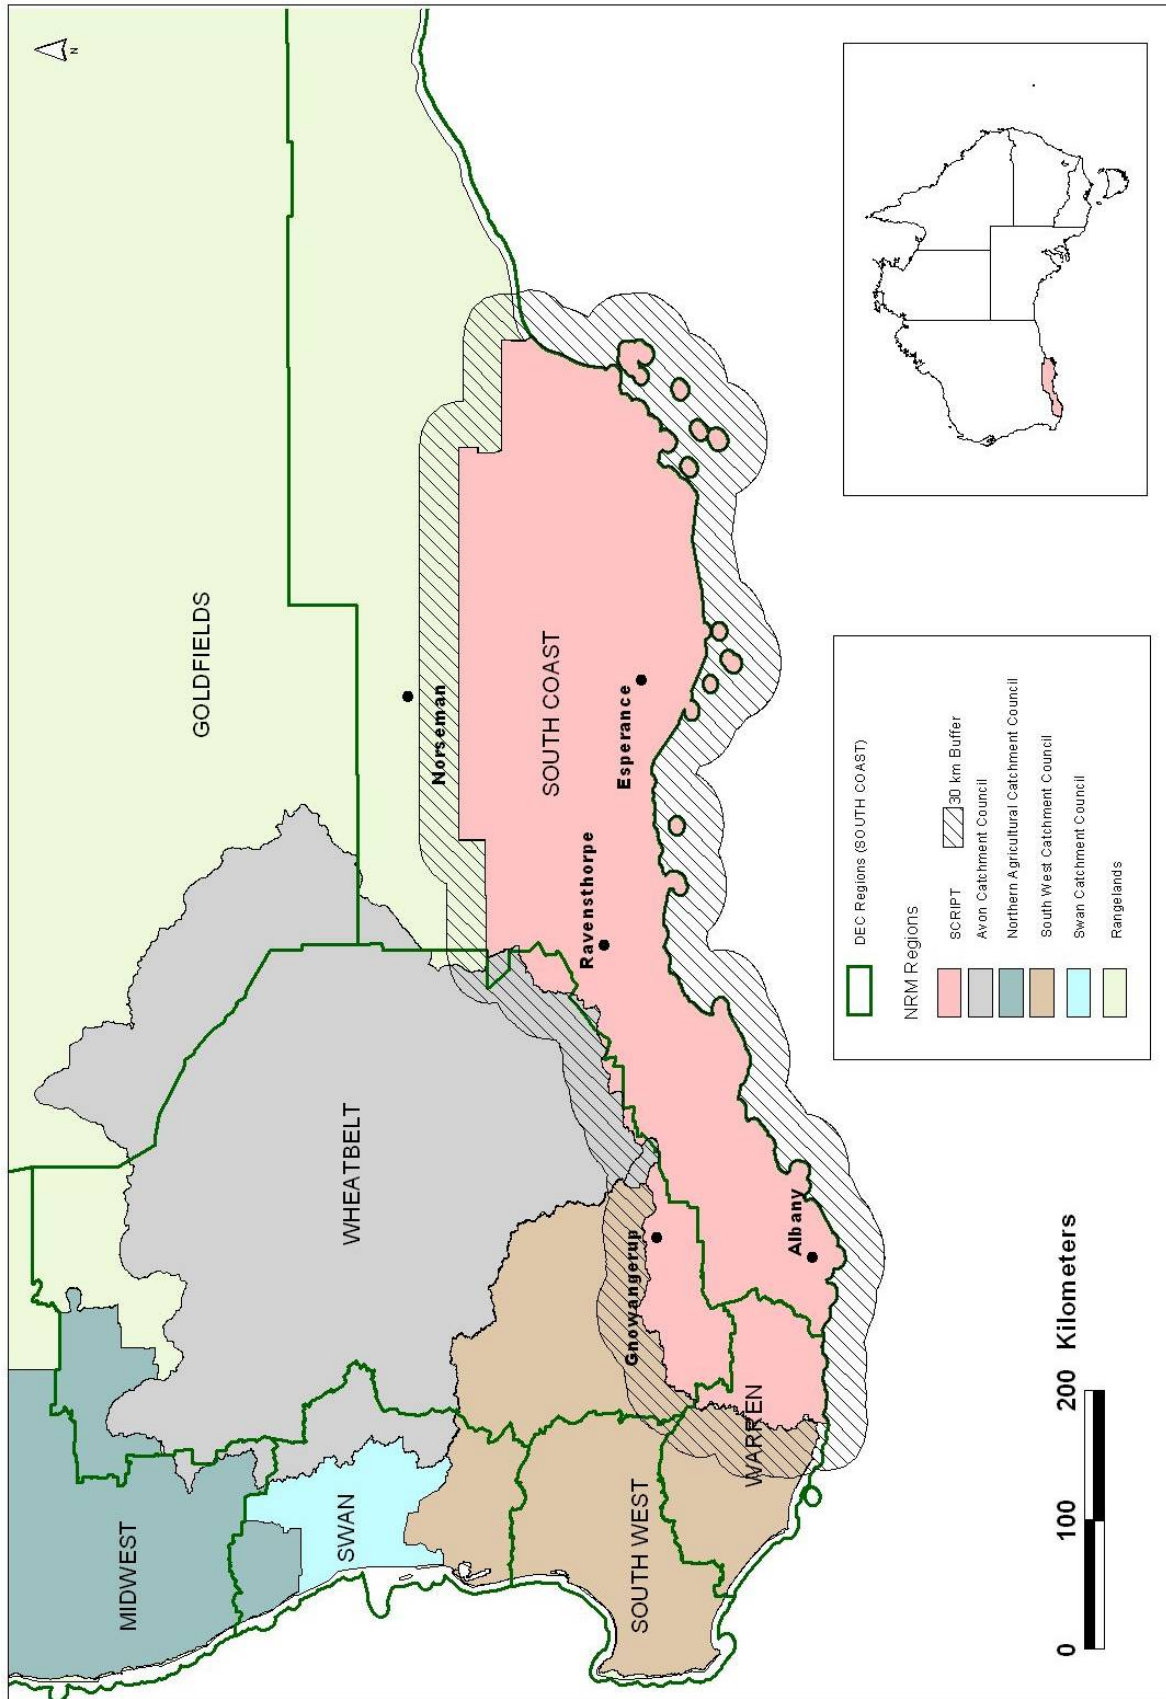 N
GOLDFIELDS
Norseman
SOUTH COAST
Esperance
Ravensthorpe
WHEATBELT
Gnowangerup
Albany
MIDWEST
SWAN
SOUTH WEST
WARREN
0 100 200 Kilometers
DEC Regions (SOUTH COAST)
NRM Regions
SCRIPT
30 km Buffer
Avon Catchment Council
Northern Agricultural Catchment Council
South West Catchment Council
Swan Catchment Council
Rangelands